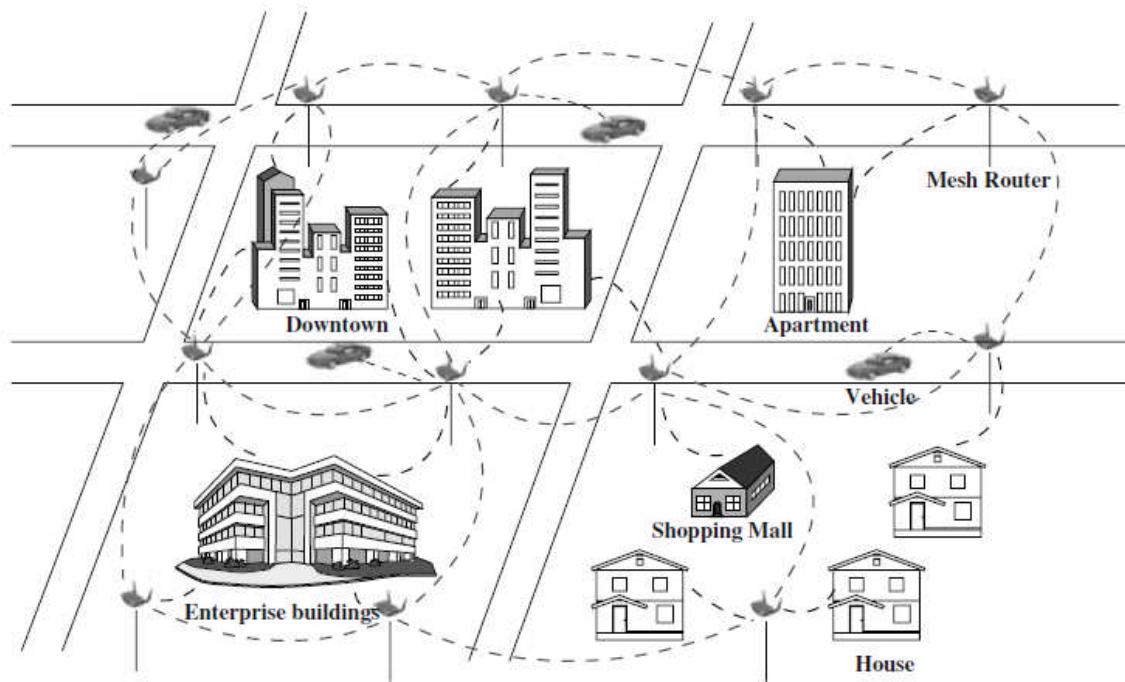 Mesh Router
Downtown
Apartment
Vehicle
Shopping Mall
Enterprise buildings
House